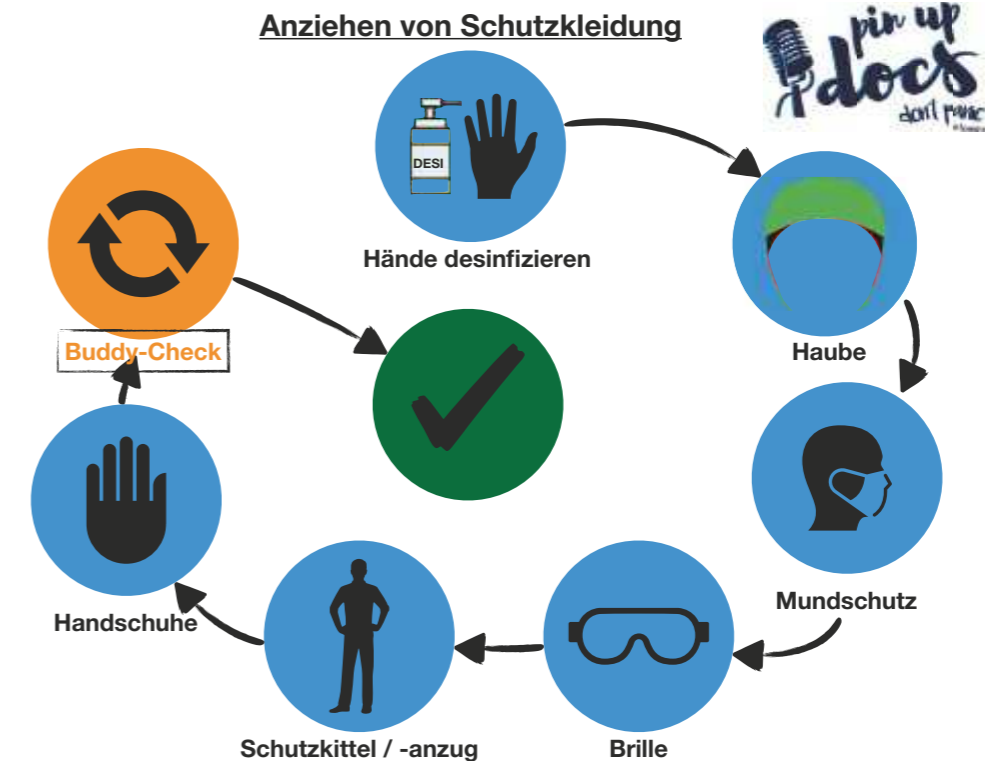 Anziehen von Schutzkleidung
pin up
docs
don't panic
DESI
Hände desinfizieren
Haube
Mundschutz
Brille
Schutzkittel / -anzug
Handschuhe
Buddy-Check